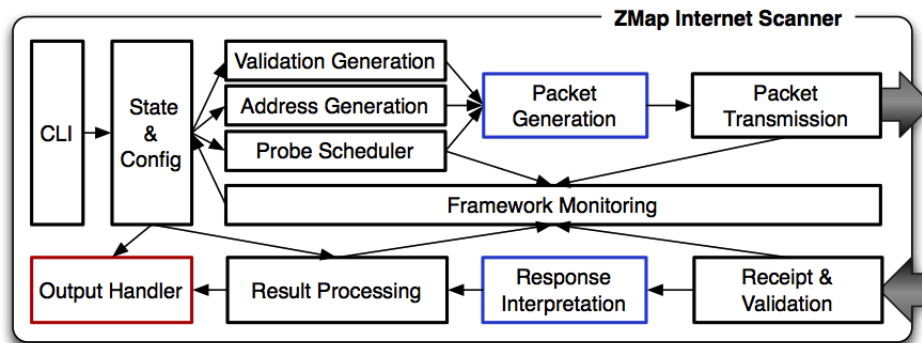 ZMap Internet Scanner
CLI
State
&
Config
Validation Generation
Address Generation
Probe Scheduler
Packet
Generation
Packet
Transmission
Framework Monitoring
Output Handler
Result Processing
Response
Interpretation
Receipt &
Validation